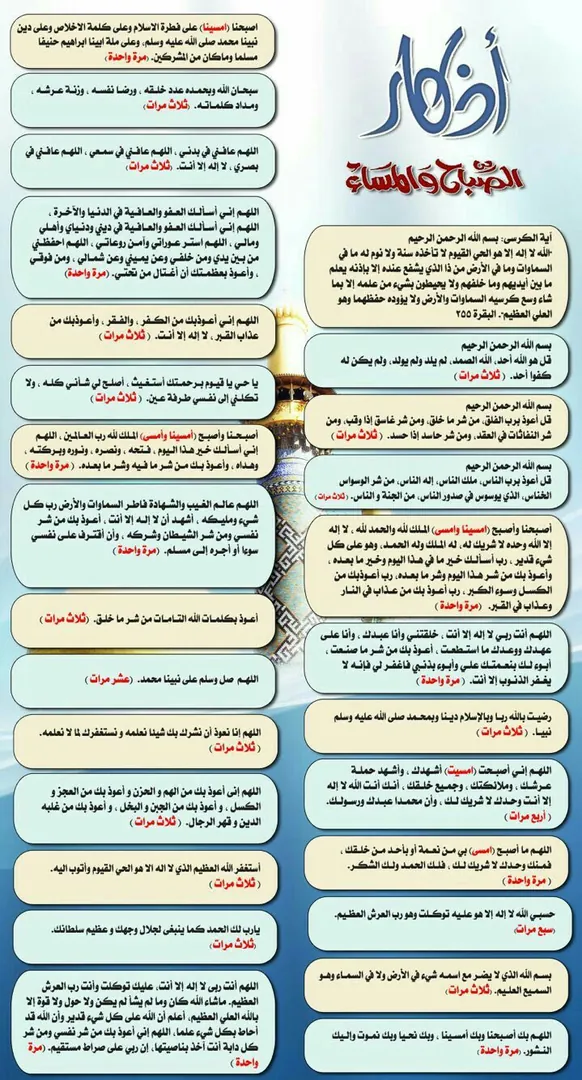 أذكار
الصباح والمساء
آية الكرسى: بسم الله الرحمن الرحيم
"الله لا إله إلا هو الحي القيوم لا تأخذه سنة ولا نوم له ما في
السماوات وما في الأرض من ذا الذي يشفع عنده إلا بإذنه يعلم
ما بين أيديهم وما خلفهم ولا يحيطون بشيء من علمه إلا بما
شاء وسع كرسيه السماوات والأرض ولا يؤوده حفظهما وهو
العلي العظيم". البقرة ٢٥٥
بسم الله الرحمن الرحيم
قل هو الله أحد، الله الصمد، لم يلد ولم يولد، ولم يكن له
كفوا أحد. ( ثلاث مرات)
بسم الله الرحمن الرحيم
قل أعوذ برب الفلق، من شر ما خلق، ومن شر غاسق إذا وقب، ومن
شر النفاثات في العقد، ومن شر حاسد إذا حسد. ( ثلاث مرات )
بسم الله الرحمن الرحيم
قل أعوذ برب الناس، ملك الناس، إله الناس، من شر الوسواس
الخناس، الذي يوسوس في صدور الناس، من الجنة و الناس. (ثلاث مرات )
أصبحنا وأصبح (امسينا وامسى) الملك لله والحمد لله ، لا إله
إلا الله وحده لا شريك له، له الملك وله الحمد، وهو على كل
شيء قدير ، رب أسألك خير ما في هذا اليوم وخير ما بعده ،
وأعوذ بك من شر هذا اليوم وشر ما بعده، رب أعوذبك من
الكسل وسوء الكبر ، رب أعوذ بك من عذاب في النار
وعذاب في القبر. (مرة واحدة )
اللهم أنت ربي لا إله إلا أنت ، خلقتني وأنا عبدك ، وأنا على
عهدك ووعدك ما استطعت ، أعوذ بك من شر ما صنعت ،
أبوء لك بنعمتك علي وأبوء بذنبي فاغفر لي فإنه لا
يغفر الذنوب إلا أنت. ( مرة واحدة )
رضيت بالله ربا وبالإسلام دينا وبمحمد صلى الله عليه وسلم
نبيا. ( ثلاث مرات )
اللهم إني أصبحت (امسيت) أشهدك ، وأشهد حملة
عرشك ، وملائكتك ، وجميع خلقك ، أنك أنت الله لا إله
إلا أنت وحدك لا شريك لك ، وأن محمدا عبدك ورسولك.
( أربع مرات )
اللهم ما أصبح (امسى) بي من نعمة أو بأحد من خلقك ،
فمنك وحدك لا شريك لك ، فلك الحمد ولك الشكر.
( مرة واحدة )
حسبي الله لا إله إلا هو عليه توكلت وهو رب العرش العظيم.
(سبع مرات)
بسم الله الذي لا يضر مع اسمه شيء في الأرض ولا في السماء وهو
السميع العليم. (ثلاث مرات )
اللهم بك أصبحنا وبك أمسينا ، وبك نحيا وبك نموت وإليك
النشور. (مرة واحدة)
اصبحنا (امسينا) على فطرة الاسلام وعلى كلمة الاخلاص وعلى دين
نبينا محمد صلى الله عليه وسلم، وعلى ملة ابينا ابراهيم حنيفا
مسلما وماكان من المشركين. (مرة واحدة)
سبحان الله وبحمده عدد خلقه ، ورضا نفسه ، وزنة عرشه ،
ومداد كلماته. (ثلاث مرات )
اللهم عافني في بدني ، اللهم عافني في سمعي ، اللهم عافني في
بصري ، لا إله إلا أنت. (ثلاث مرات )
اللهم إني أسألك العفو والعافية في الدنيا والآخرة ،
اللهم إني أسألك العفو والعافية في ديني ودنياي وأهلي
ومالي ، اللهم استر عوراتي وآمن روعاتي ، اللهم احفظني
من بين يدي ومن خلفي وعن يميني وعن شمالي ، ومن فوقي
، وأعوذ بعظمتك أن أغتال من تحتي. (مرة واحدة)
اللهم إني أعوذبك من الكفر ، والفقر ، وأعوذبك من
عذاب القبر ، لا إله إلا أنت. ( ثلاث مرات )
يا حي يا قيوم برحمتك أستغيث ، أصلح لي شأني كله ، ولا
تكلني إلى نفسي طرفة عين. ( ثلاث مرات )
أصبحنا وأصبح (أمسينا وأمسى) الملك لله رب العالمين ، اللهم
إني أسألك خير هذا اليوم ، فتحه ، ونصره ، ونوره وبركته ،
وهداه ، وأعوذ بك من شر ما فيه وشر ما بعده. ( مرة واحدة )
اللهم عالم الغيب والشهادة فاطر السماوات والأرض رب كل
شيء ومليكه ، أشهد أن لا إله إلا أنت ، أعوذ بك من شر
نفسي ومن شر الشيطان وشركه ، وأن أقترف على نفسي
سوءا أو أجره إلى مسلم. ( مرة واحدة )
أعوذ بكلمات الله التامات من شر ما خلق. ( ثلاث مرات )
اللهم صل وسلم على نبينا محمد. ( عشر مرات )
اللهم إنا نعوذ أن نشرك بك شيئا نعلمه و نستغفرك لما لا نعلمه.
( ثلاث مرات )
اللهم إنى أعوذ بك من الهم و الحزن و أعوذ بك من العجز و
الكسل ، و أعوذ بك من الجبن و البخل ، و أعوذ بك من غلبه
الدين و قهر الرجال. ( ثلاث مرات )
أستغفر الله العظيم الذي لا اله الا هو الحي القيوم وأتوب اليه.
( ثلاث مرات )
يارب لك الحمد كما ينبغى لجلال وجهك و عظيم سلطانك.
(ثلاث مرات)
اللهم أنت ربى لا إله إلا أنت، عليك توكلت وأنت رب العرش
العظيم. ماشاء الله كان وما لم يشأ لم يكن ولا حول ولا قوة إلا
بالله العلي العظيم، أعلم أن الله على كل شيء قدير وأن الله قد
أحاط بكل شيء علما، اللهم إني أعوذ بك من شر نفسي ومن شر
كل دابة أنت آخذ بناصيتها، إن ربي على صراط مستقيم. ( مرة
واحدة )